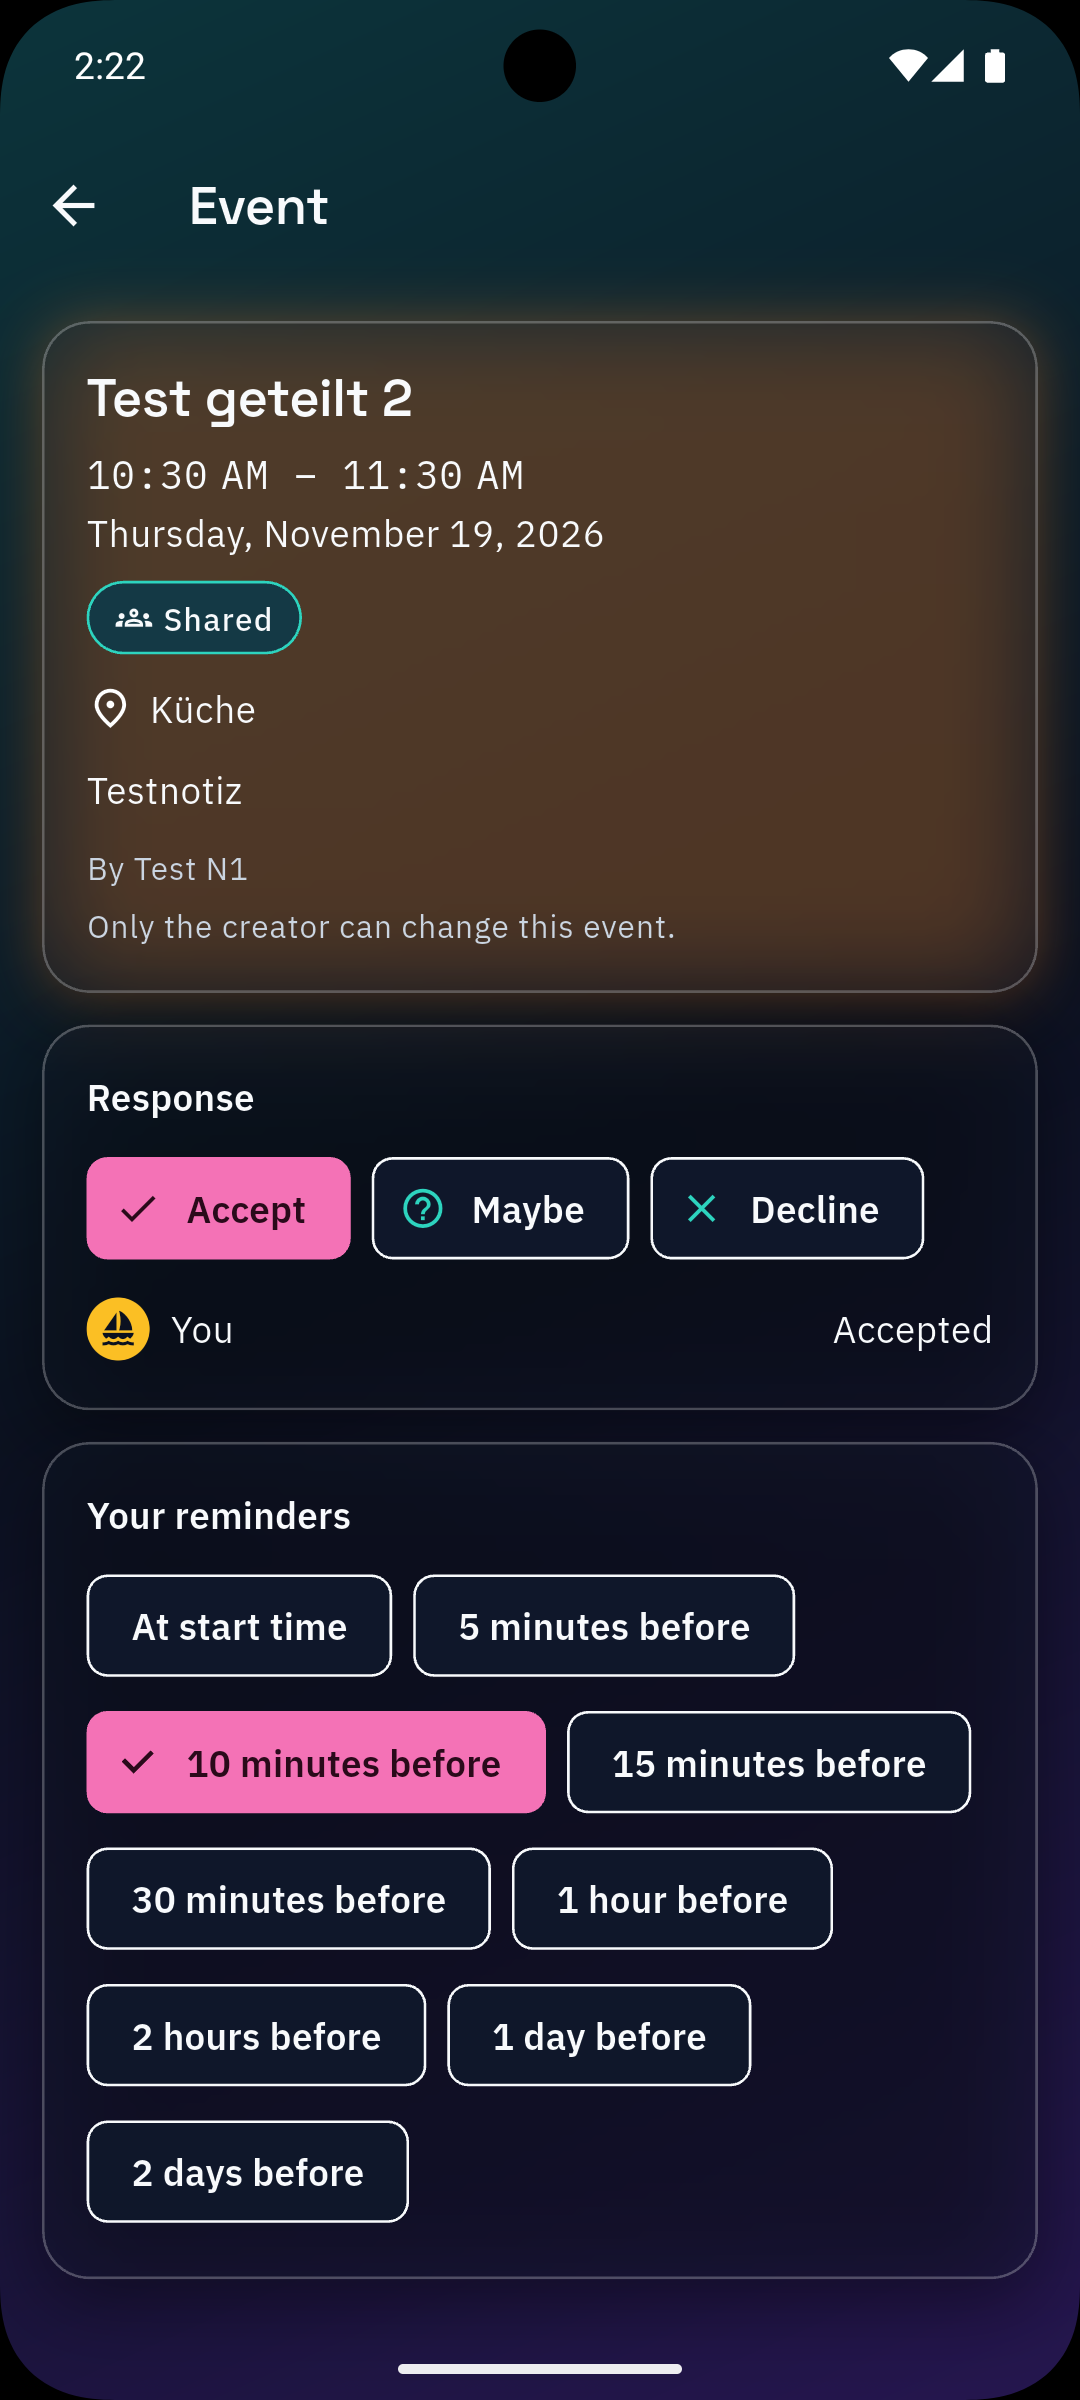 2:22
Event
Test geteilt 2
10:30 AM – 11:30 AM
Thursday, November 19, 2026
Shared
Küche
Testnotiz
By Test N1
Only the creator can change this event.
Response
Accept Maybe Decline
You Accepted
Your reminders
At start time 5 minutes before
10 minutes before 15 minutes before
30 minutes before 1 hour before
2 hours before 1 day before
2 days before